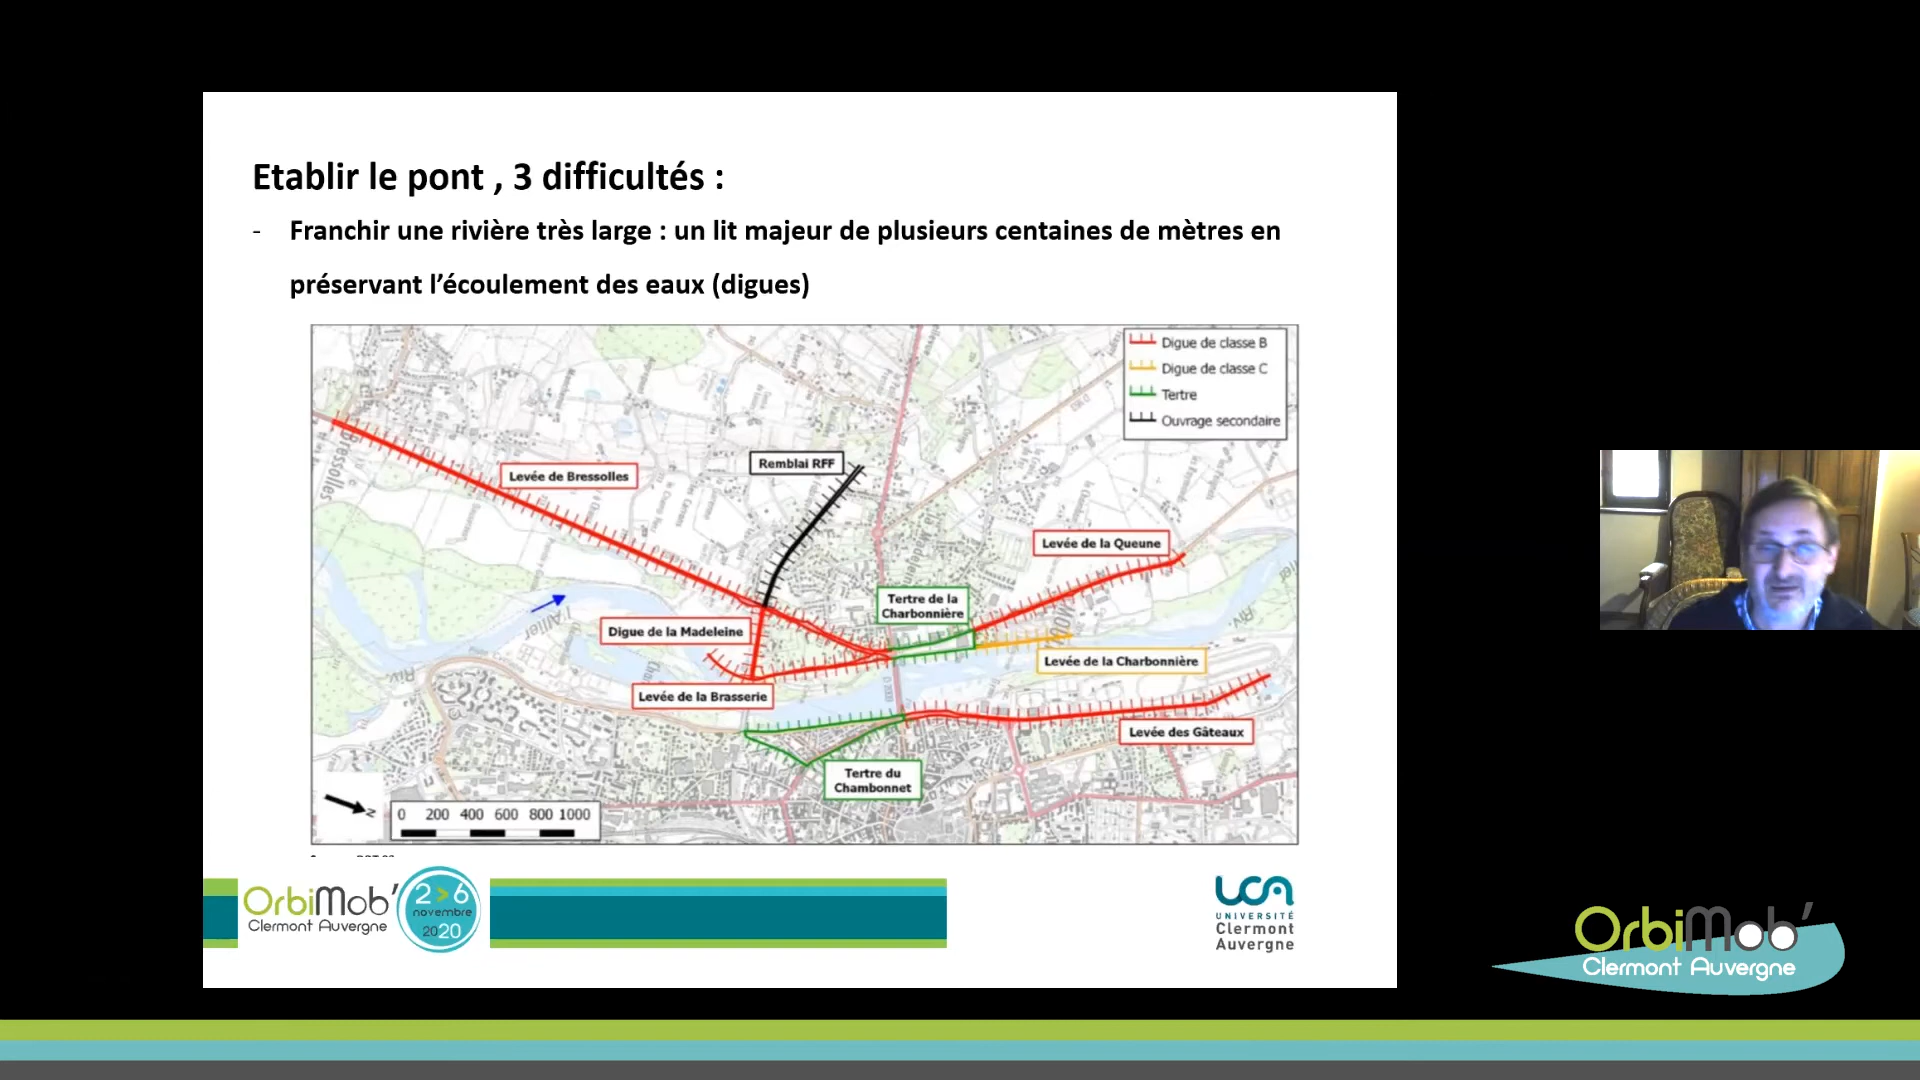 Etablir le pont , 3 difficultés :
- Franchir une rivière très large : un lit majeur de plusieurs centaines de mètres en
préservant l’écoulement des eaux (digues)
Digue de classe B
Digue de classe C
Tertre
Ouvrage secondaire
Remblai RFF
Levée de Bressolles
Bressolles
Levée de la Queune
Tertre de la
Charbonnière
Digue de la Madeleine
l'Allier
Levée de la Charbonnière
Levée de la Brasserie
Riv.
Riv.
Levée des Gâteaux
Tertre du
Chambonnet
N
0 200 400 600 800 1000
OrbiMob’
Clermont Auvergne
2>6
novembre
2020
UCA
UNIVERSITÉ
Clermont
Auvergne
OrbiMob’
Clermont Auvergne